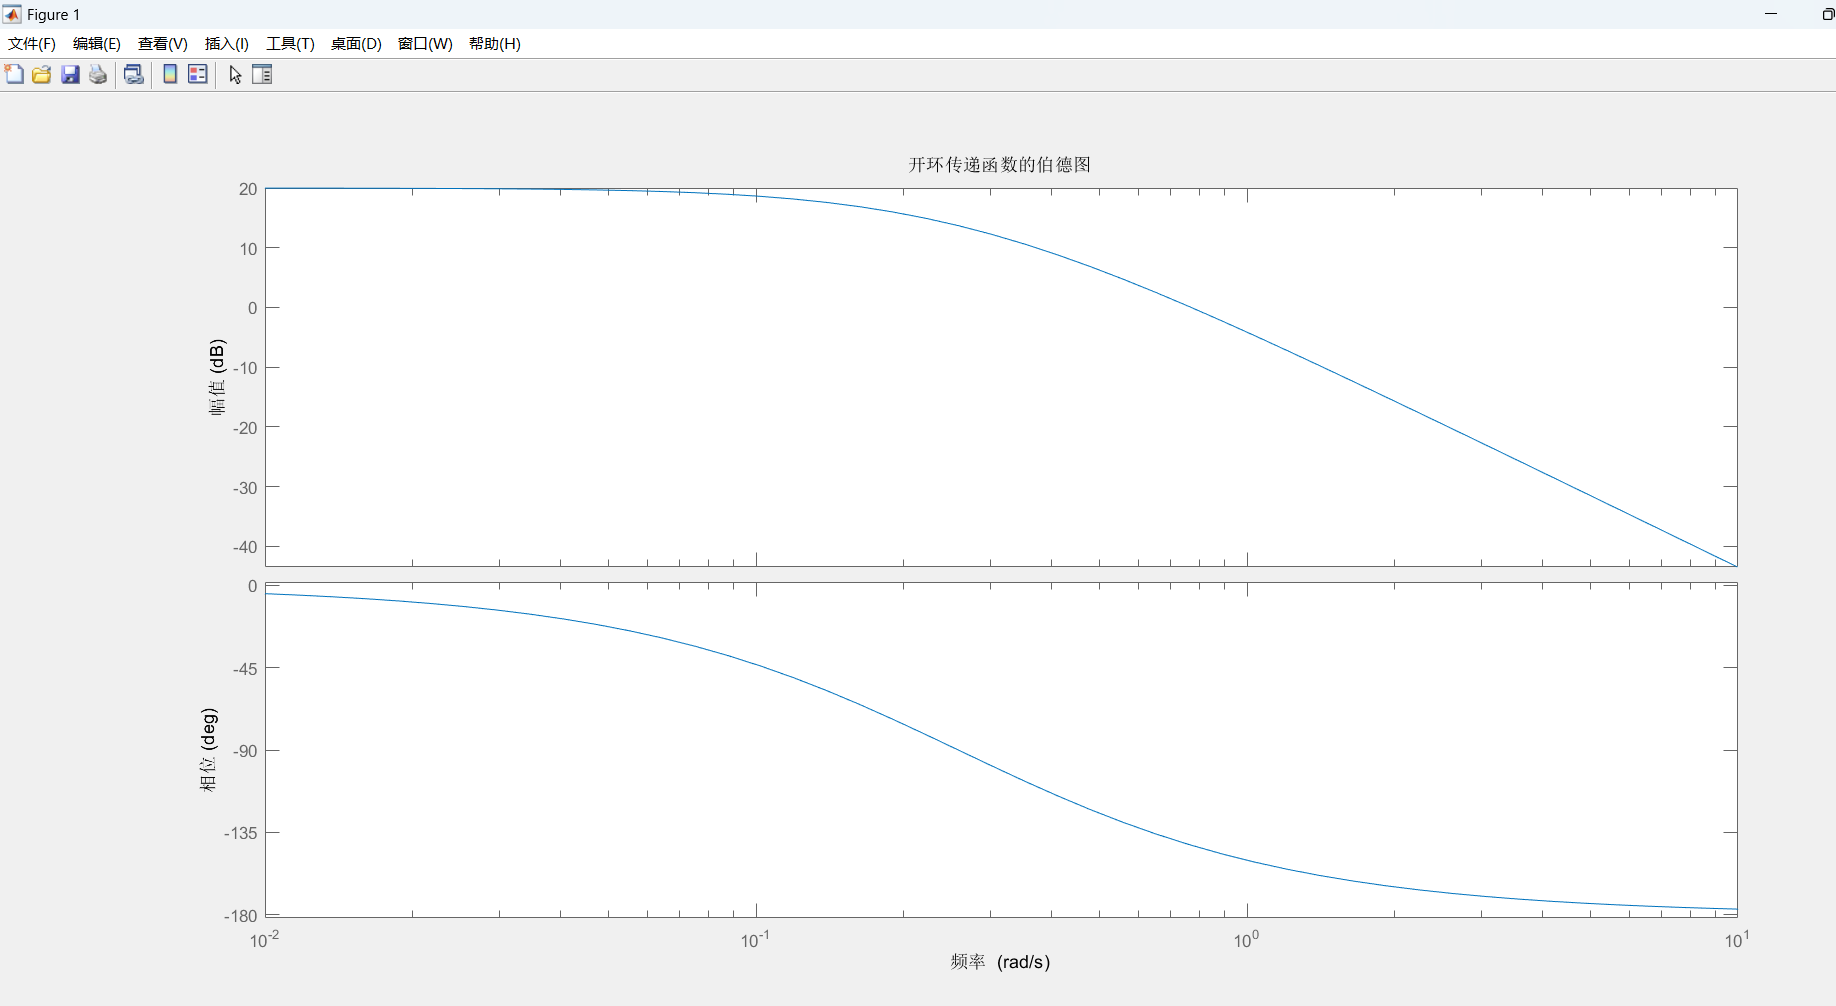 Figure 1
文件(F) 编辑(E) 查看(V) 插入(I) 工具(T) 桌面(D) 窗口(W) 帮助(H)
开环传递函数的伯德图
20
10
0
-10
-20
-30
-40
幅值 (dB)
0
-45
-90
-135
-180
相位 (deg)
10-2 10-1 100 101
频率 (rad/s)